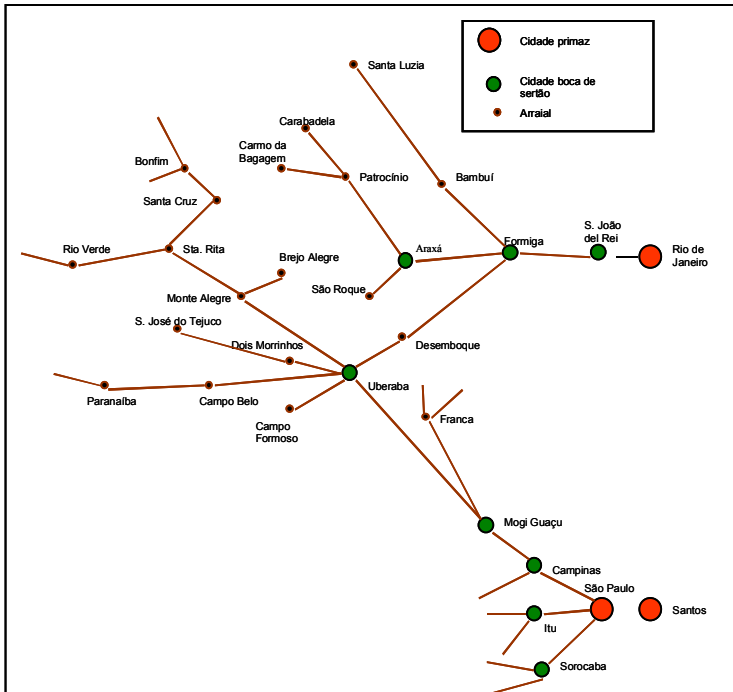 Cidade primaz
Santa Luzia
Cidade boca de
sertão
Arraial
Carabadela
Carmo da
Bagagem
Bonfim
Patrocínio
Bambuí
Santa Cruz
S. João
del Rei
Formiga
Araxá
Rio Verde
Sta. Rita
Brejo Alegre
Rio de
Janeiro
São Roque
Monte Alegre
S. José do Tejuco
Dois Morrinhos
Desemboque
Uberaba
Paranaíba
Campo Belo
Campo
Formoso
Franca
Mogi Guaçu
Campinas
São Paulo
Santos
Itu
Sorocaba